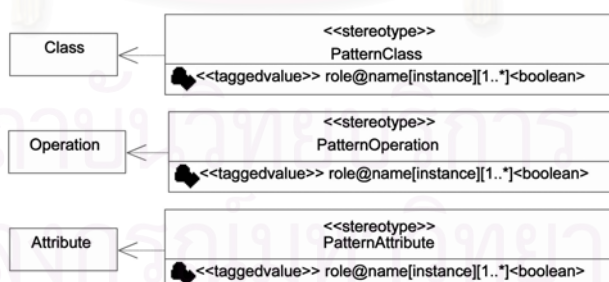 Class
<<stereotype>>
PatternClass
<<taggedvalue>> role@name[instance][1..*]<boolean>
Operation
<<stereotype>>
PatternOperation
<<taggedvalue>> role@name[instance][1..*]<boolean>
Attribute
<<stereotype>>
PatternAttribute
<<taggedvalue>> role@name[instance][1..*]<boolean>